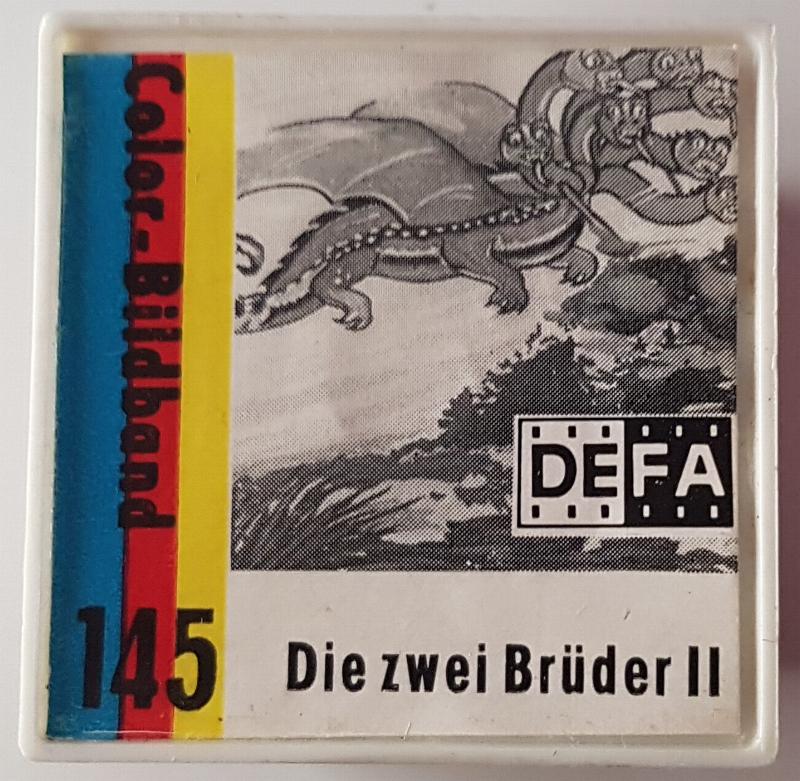 Color-Bildband
DEFA
145
Die zwei Brüder II